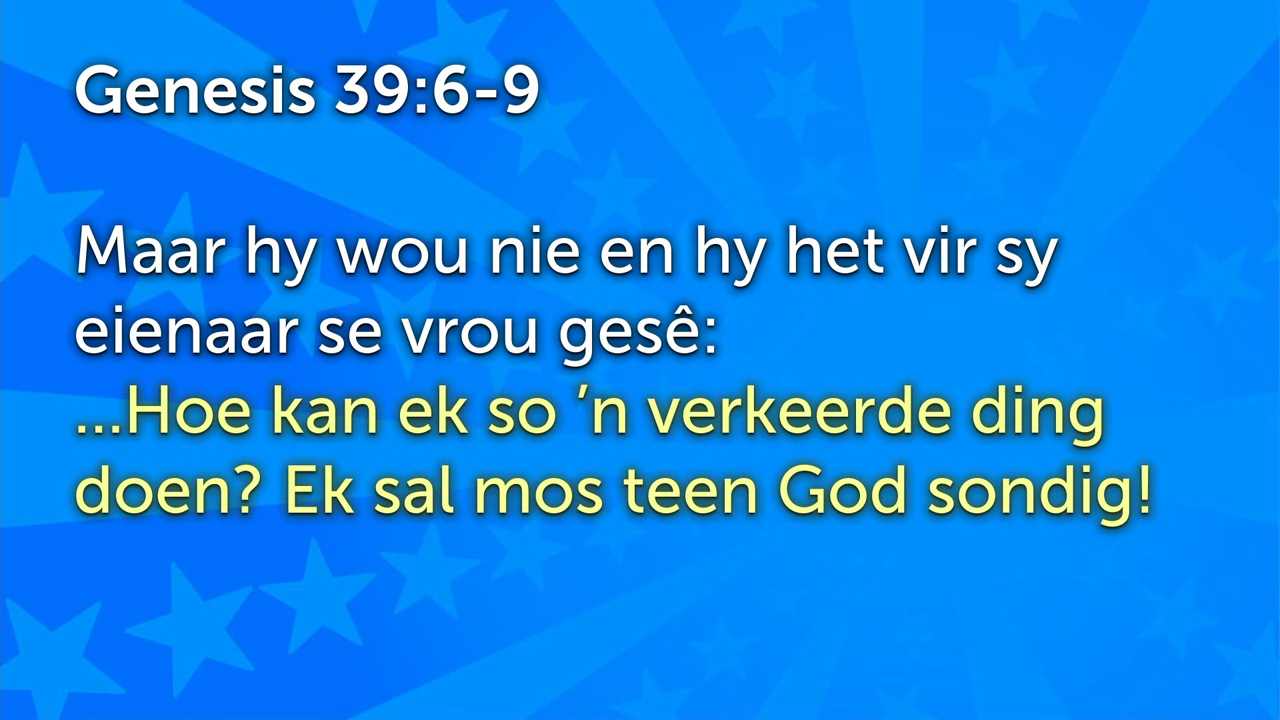 Genesis 39:6-9
Maar hy wou nie en hy het vir sy
eienaar se vrou gesê:
...Hoe kan ek so ’n verkeerde ding
doen? Ek sal mos teen God sondig!